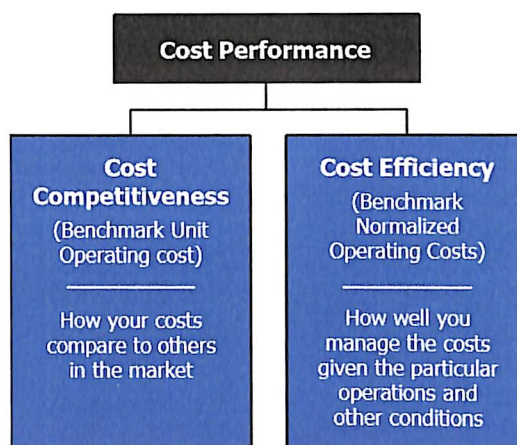 Cost Performance
Cost
Competitiveness
(Benchmark Unit
Operating cost)
How your costs
compare to others
in the market
Cost Efficiency
(Benchmark
Normalized
Operating Costs)
How well you
manage the costs
given the particular
operations and
other conditions